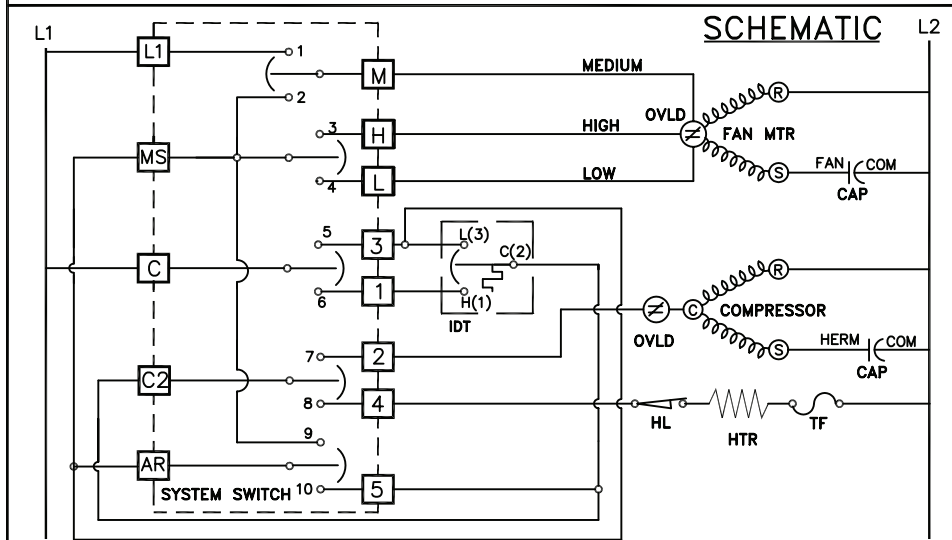 SCHEMATIC
L1
L2
L1
1
M
MEDIUM
2
R
OVLD
FAN MTR
3
H
HIGH
MS
4
L
LOW
S
FAN
COM
CAP
5
3
L(3)
C(2)
C
6
1
H(1)
IDT
R
C
COMPRESSOR
OVLD
S
HERM
COM
CAP
7
2
C2
8
4
HL
HTR
TF
9
AR
SYSTEM SWITCH
10
5